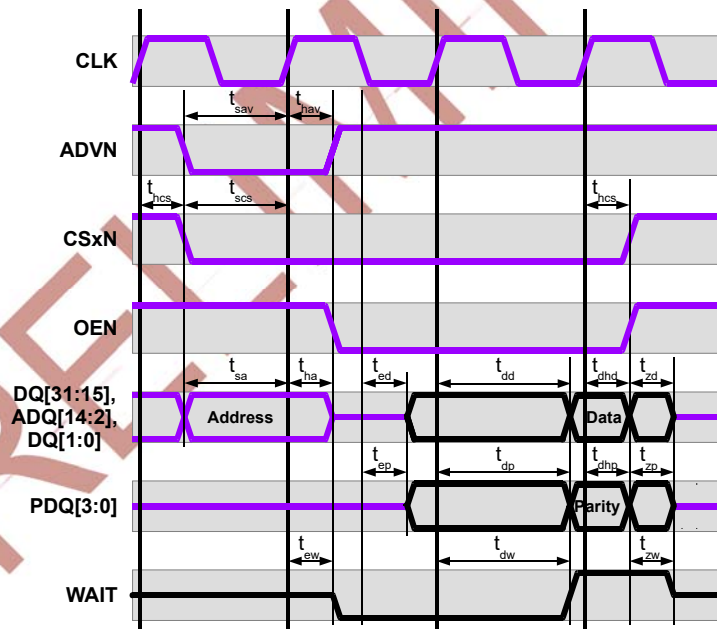 CLK
t sav
t hav
ADVN
t hcs
t scs
t hcs
CSxN
OEN
t sa
t ha
t ed
t dd
t dhd
t zd
DQ[31:15],
ADQ[14:2],
DQ[1:0]
Address
Data
t ep
t dp
t dhp
t zp
PDQ[3:0]
Parity
t ew
t dw
t zw
WAIT